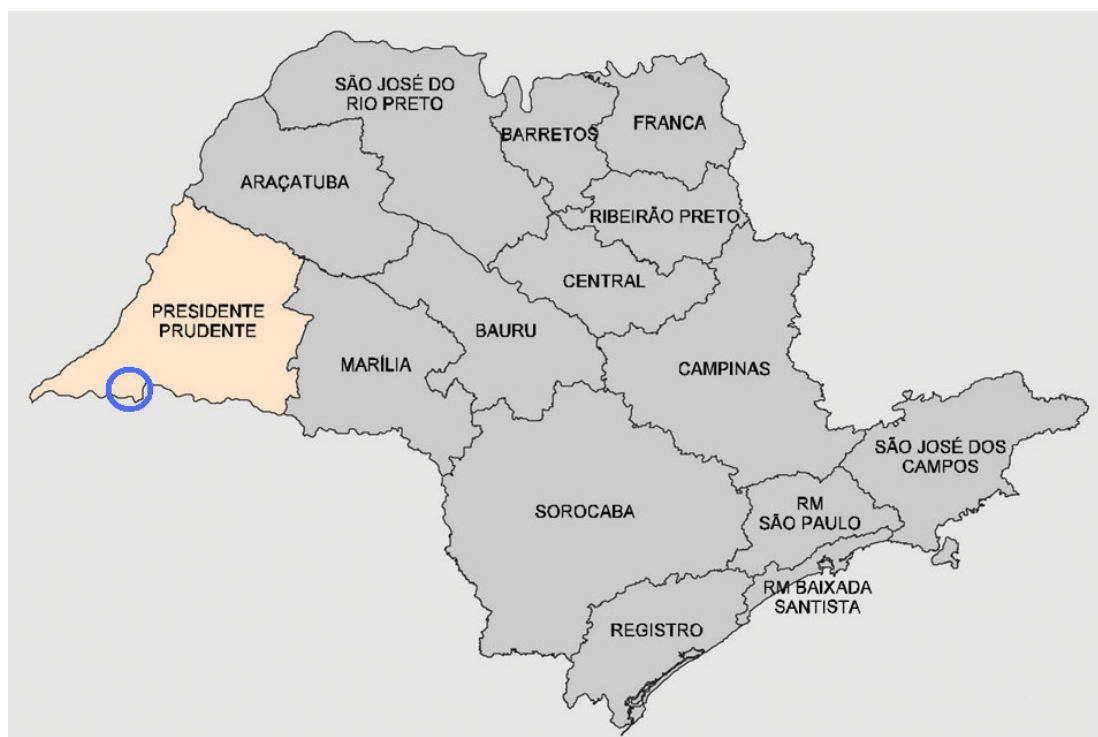 SÃO JOSÉ DO
RIO PRETO
BARRETOS
FRANCA
ARAÇATUBA
RIBEIRÃO PRETO
CENTRAL
PRESIDENTE
PRUDENTE
BAURU
MARÍLIA
CAMPINAS
SÃO JOSÉ DOS
CAMPOS
SOROCABA
RM
SÃO PAULO
RM BAIXADA
SANTISTA
REGISTRO